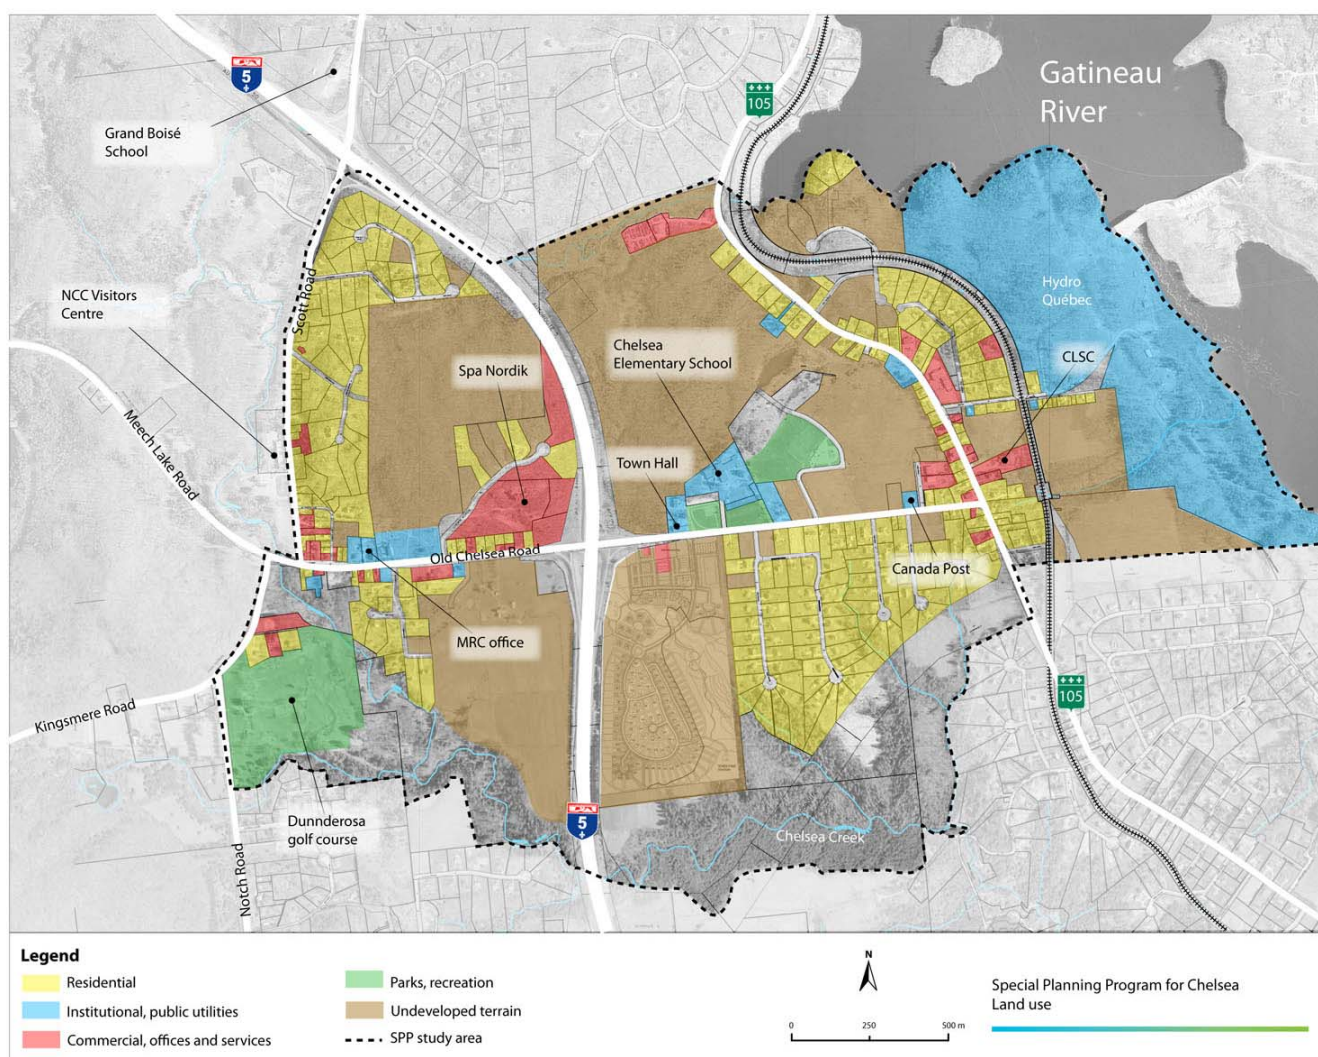 5
Grand Boisé
School
105
Gatineau
River
NCC Visitors
Centre
Scott Road
Hydro
Québec
Chelsea
Elementary School
CLSC
Spa Nordik
Meech Lake Road
Town Hall
Old Chelsea Road
Canada Post
MRC office
Kingsmere Road
105
Dunnderosa
golf course
5
Chelsea Creek
Notch Road
Legend
Residential
Institutional, public utilities
Commercial, offices and services
Parks, recreation
Undeveloped terrain
SPP study area
N
0 250 500 m
Special Planning Program for Chelsea
Land use